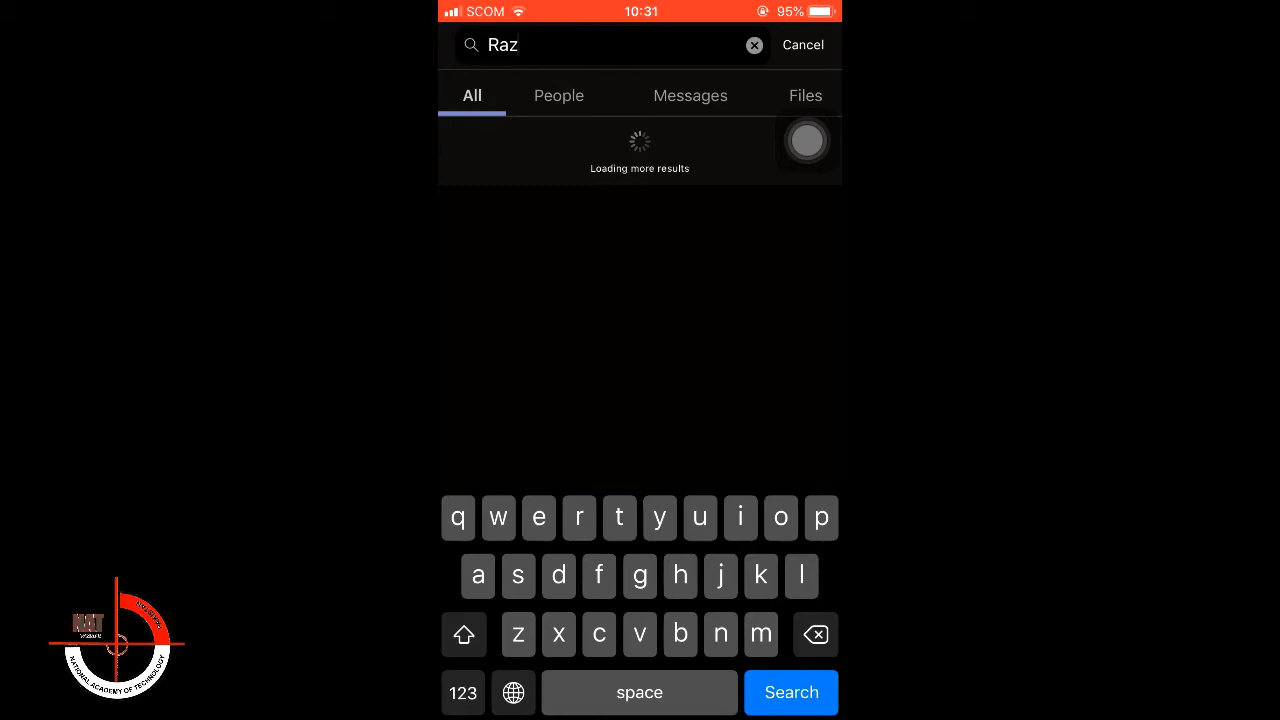 SCOM 10:31 95%
Raz Cancel
All People Messages Files
Loading more results
q w e r t y u i o p
a s d f g h j k l
z x c v b n m
123 space Search
NAT
NATIONAL ACADEMY OF TECHNOLOGY